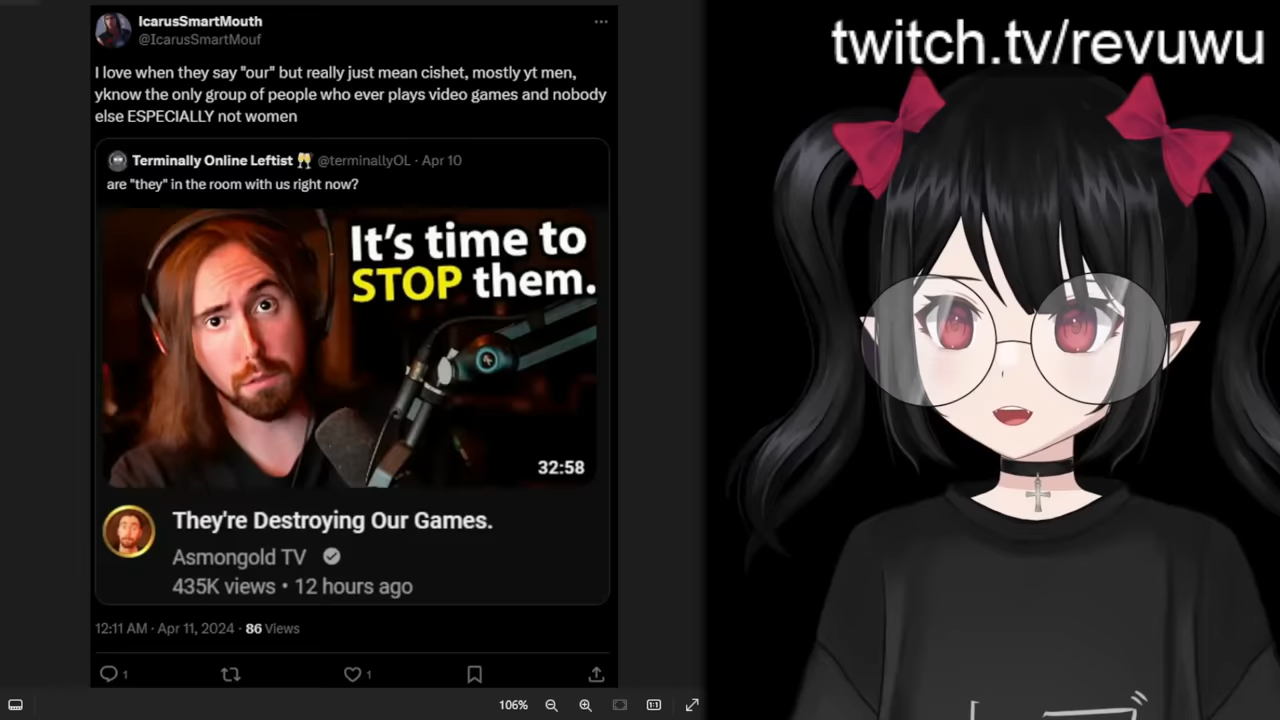 twitch.tv/revuwu
IcarusSmartMouth
@IcarusSmartMouf
I love when they say "our" but really just mean cishet, mostly yt men,
yknow the only group of people who ever plays video games and nobody
else ESPECIALLY not women
Terminally Online Leftist 🥂 @terminallyOL · Apr 10
are "they" in the room with us right now?
It's time to
STOP them.
32:58
They're Destroying Our Games.
Asmongold TV
435K views • 12 hours ago
12:11 AM · Apr 11, 2024 · 86 Views
1
1
106%
1:1